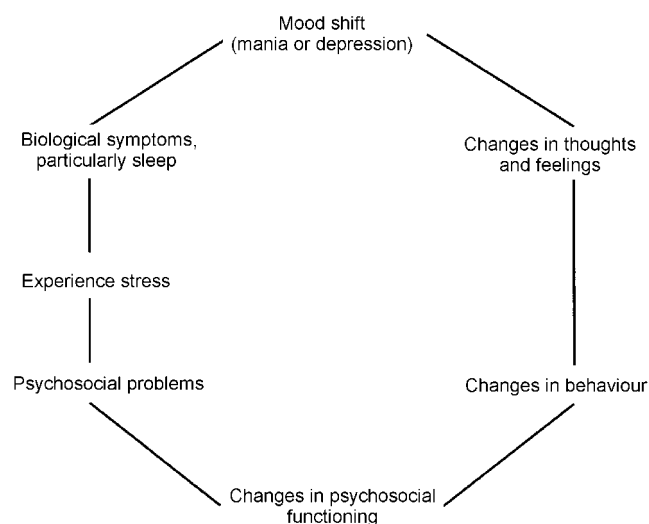 Mood shift
(mania or depression)
Biological symptoms,
particularly sleep
Changes in thoughts
and feelings
Experience stress
Psychosocial problems
Changes in behaviour
Changes in psychosocial
functioning